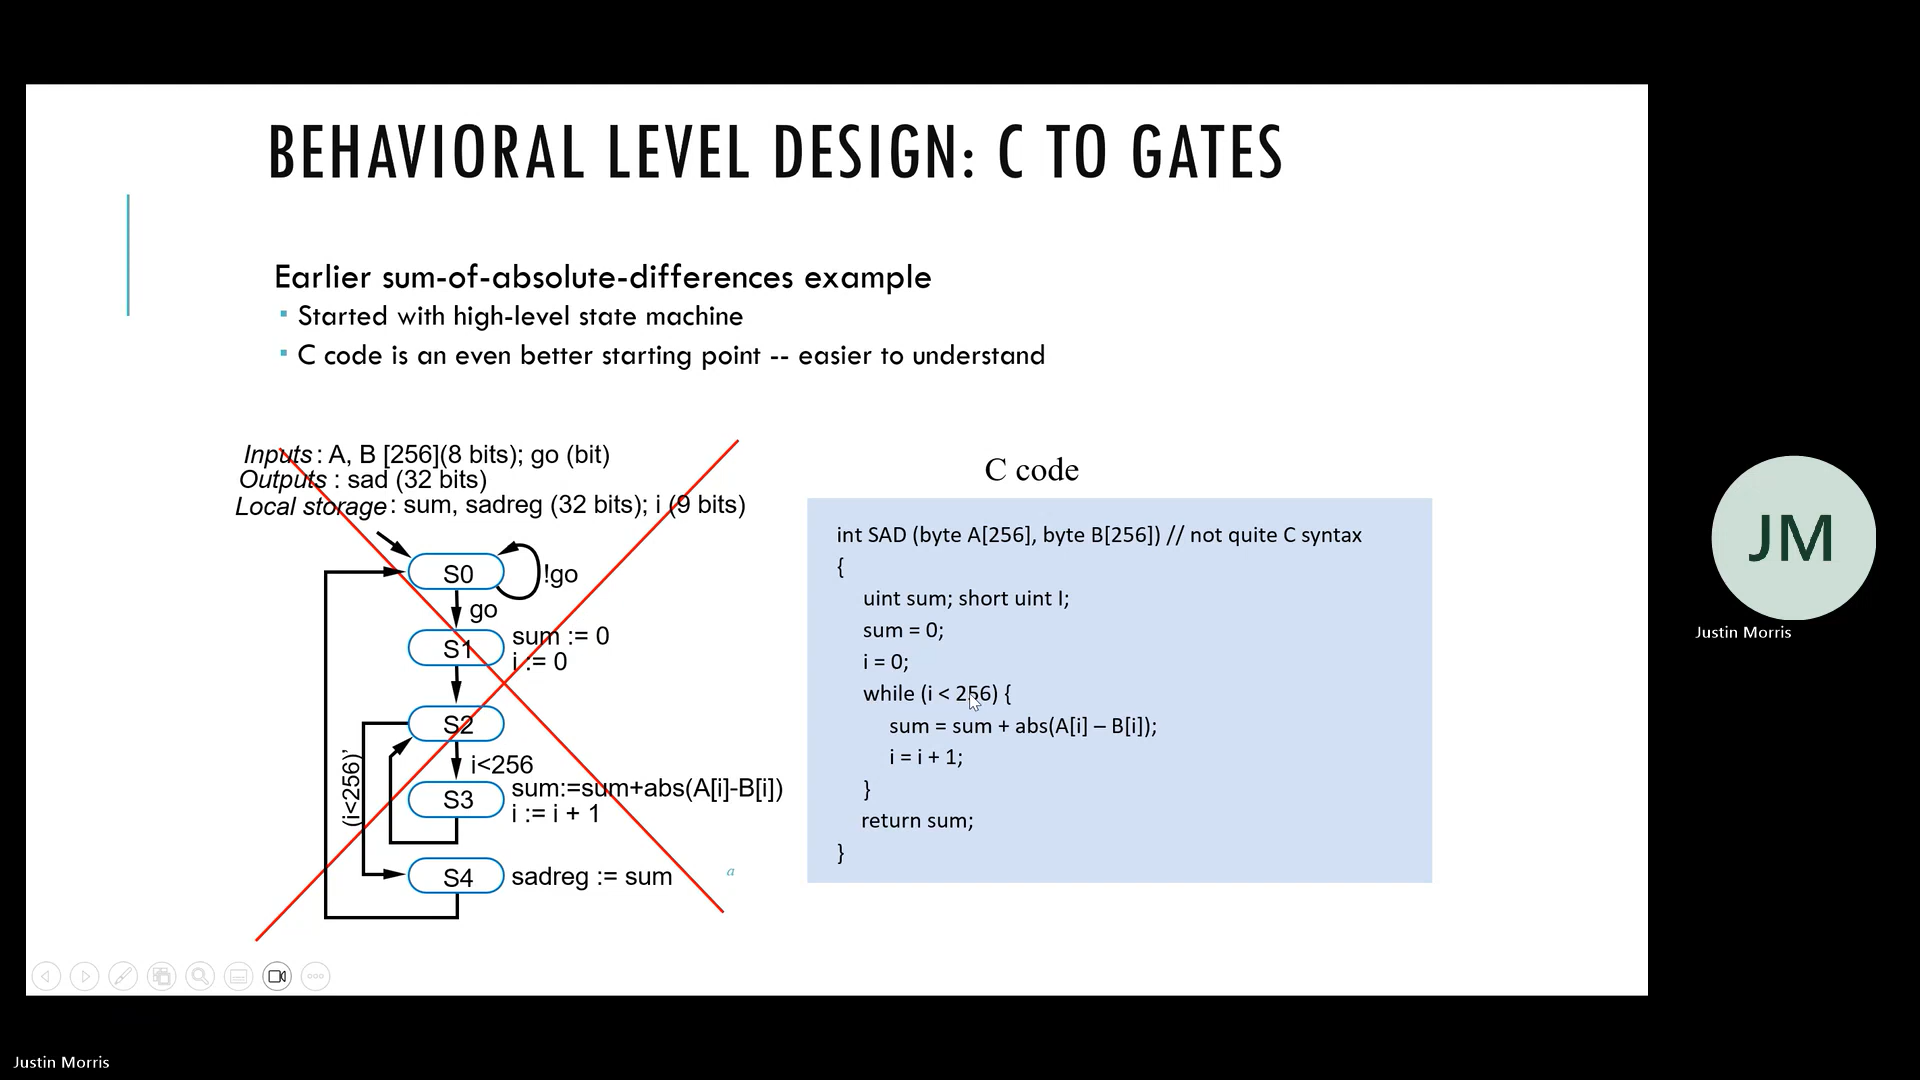 BEHAVIORAL LEVEL DESIGN: C TO GATES
Earlier sum-of-absolute-differences example
Started with high-level state machine
C code is an even better starting point -- easier to understand
Inputs: A, B [256](8 bits); go (bit)
Outputs : sad (32 bits)
Local storage: sum, sadreg (32 bits); i (9 bits)
S0
!go
go
S1
sum := 0
i := 0
S2
i<256
(i<256)’
S3
sum:=sum+abs(A[i]-B[i])
i := i + 1
S4
sadreg := sum
a
C code
int SAD (byte A[256], byte B[256]) // not quite C syntax
{
uint sum; short uint I;
sum = 0;
i = 0;
while (i < 256) {
sum = sum + abs(A[i] – B[i]);
i = i + 1;
}
return sum;
}
JM
Justin Morris
Justin Morris